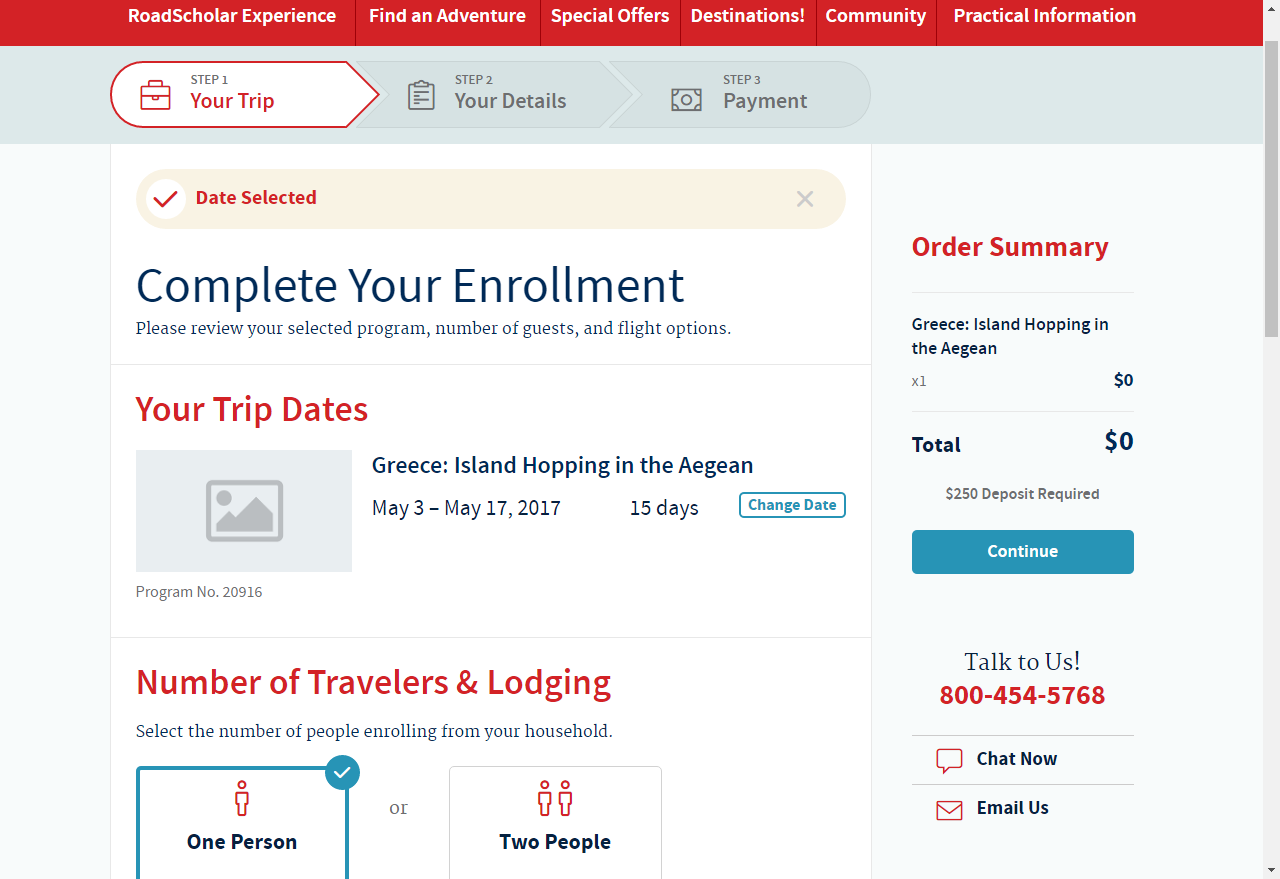 RoadScholar Experience
Find an Adventure
Special Offers
Destinations!
Community
Practical Information
STEP 1
Your Trip
STEP 2
Your Details
STEP 3
Payment
Date Selected
Complete Your Enrollment
Please review your selected program, number of guests, and flight options.
Your Trip Dates
Greece: Island Hopping in the Aegean
May 3 – May 17, 2017
15 days
Change Date
Program No. 20916
Number of Travelers & Lodging
Select the number of people enrolling from your household.
One Person
or
Two People
Order Summary
Greece: Island Hopping in
the Aegean
x1
$0
Total
$0
$250 Deposit Required
Continue
Talk to Us!
800-454-5768
Chat Now
Email Us